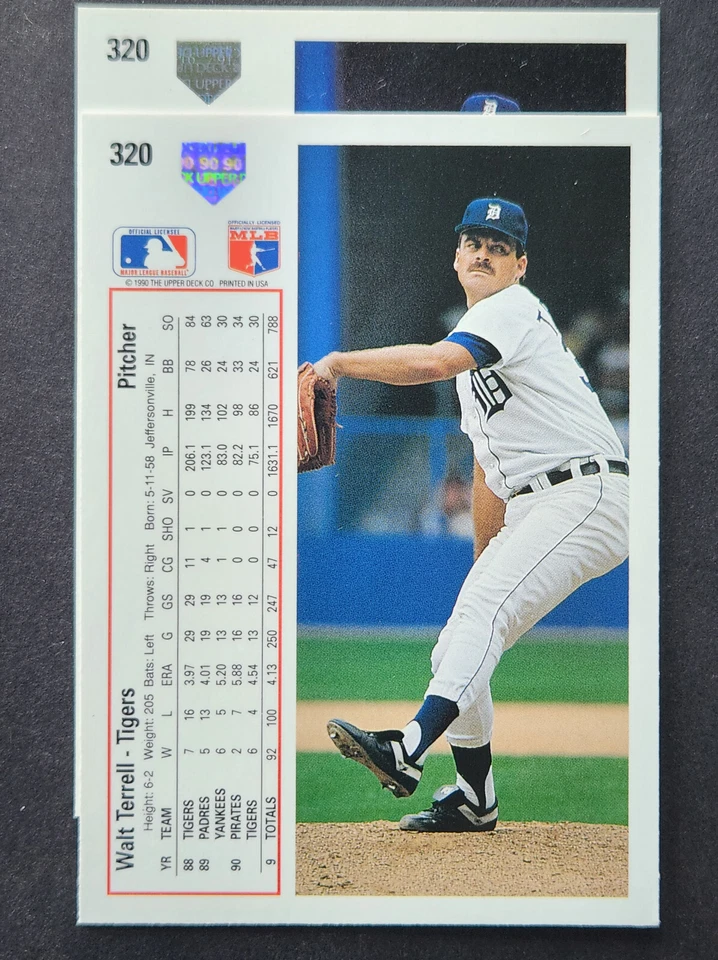 320
320
90 90
UPPER
OFFICIAL LICENSEE
MAJOR LEAGUE BASEBALL
OFFICIALLY LICENSED
MLB
© 1990 THE UPPER DECK CO. PRINTED IN USA
Walt Terrell - Tigers Pitcher
Height: 6-2 Weight: 205 Bats: Left Throws: Right Born: 5-11-58 Jeffersonville, IN
YR TEAM W L ERA G GS CG SHO SV IP H BB SO
88 TIGERS 7 16 3.97 29 29 11 1 0 206.1 199 78 84
89 PADRES 5 13 4.01 19 19 4 1 0 123.1 134 26 63
YANKEES 6 5 5.20 13 13 1 1 0 83.0 102 24 30
90 PIRATES 2 7 5.88 16 16 0 0 0 82.2 98 33 34
TIGERS 6 4 4.54 13 12 0 0 0 75.1 86 24 30
9 TOTALS 92 100 4.13 250 247 47 12 0 1631.1 1670 621 788